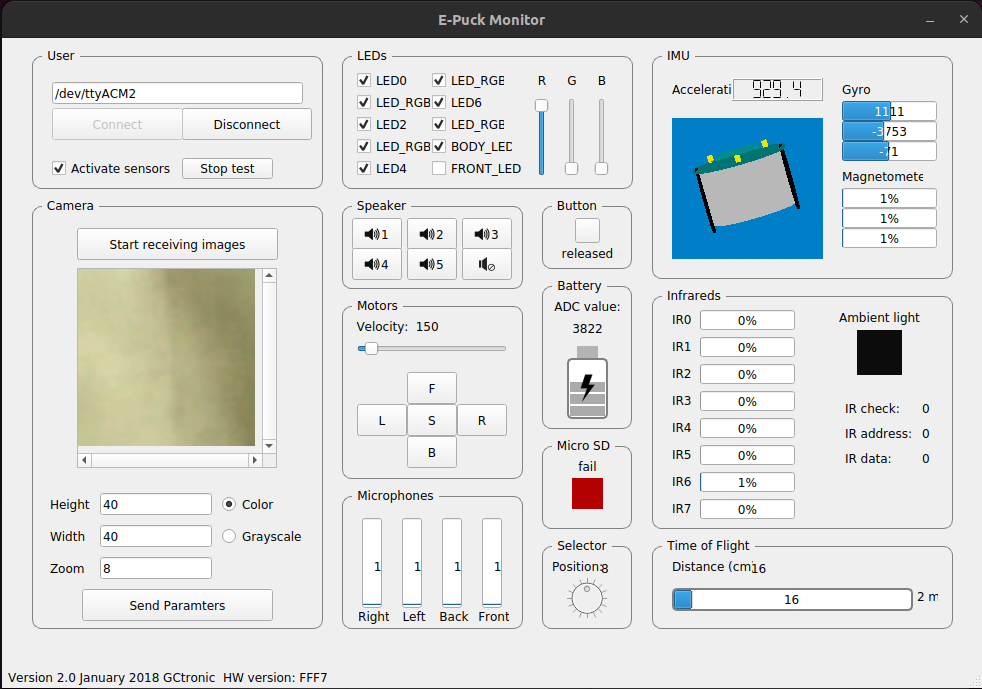 E-Puck Monitor
User
/dev/ttyACM2
Connect
Disconnect
Activate sensors
Stop test
Camera
Start receiving images
Height
40
Color
Width
40
Grayscale
Zoom
8
Send Paramters
LEDs
LED0
LED_RGB
LED_RGB
LED6
LED2
LED_RGB
LED_RGB
BODY_LED
LED4
FRONT_LED
R G B
Speaker
1
2
3
4
5
Button
released
Motors
Velocity: 150
F
L
S
R
B
Battery
ADC value:
3822
Micro SD
fail
Microphones
1
1
1
1
Right
Left
Back
Front
Selector
Position:8
IMU
Accelerati
929.4
Gyro
1111
-3753
-71
Magnetomete
1%
1%
1%
Infrareds
IR0 0%
IR1 0%
IR2 0%
IR3 0%
IR4 0%
IR5 0%
IR6 1%
IR7 0%
Ambient light
IR check: 0
IR address: 0
IR data: 0
Time of Flight
Distance (cm)16
16
2 m
Version 2.0 January 2018 GCtronic HW version: FFF7